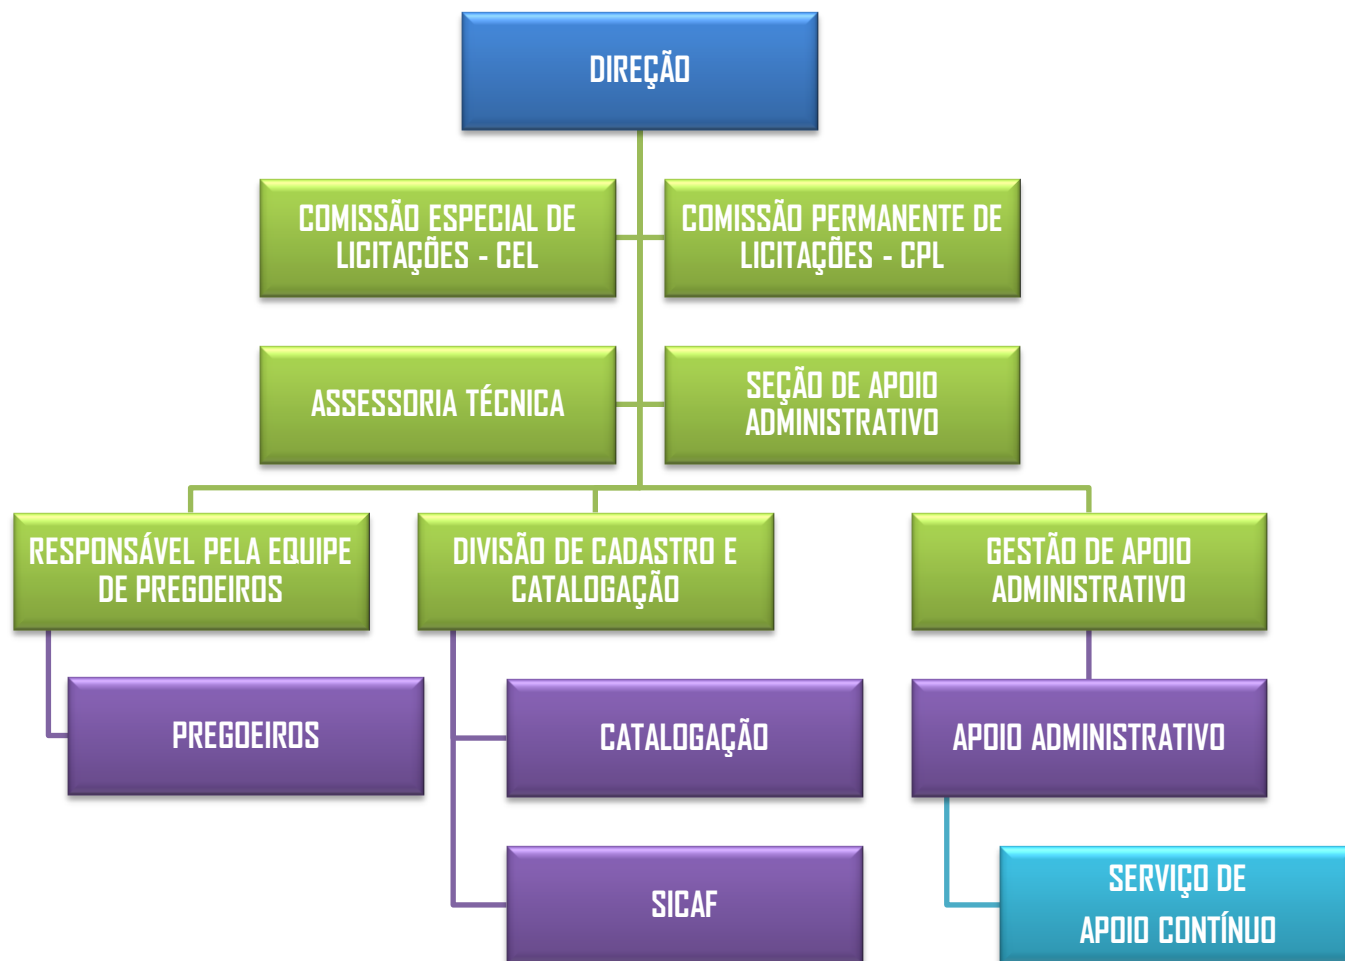 DIREÇÃO
COMISSÃO ESPECIAL DE
LICITAÇÕES - CEL
COMISSÃO PERMANENTE DE
LICITAÇÕES - CPL
ASSESSORIA TÉCNICA
SEÇÃO DE APOIO
ADMINISTRATIVO
RESPONSÁVEL PELA EQUIPE
DE PREGOEIROS
DIVISÃO DE CADASTRO E
CATALOGAÇÃO
GESTÃO DE APOIO
ADMINISTRATIVO
PREGOEIROS
CATALOGAÇÃO
APOIO ADMINISTRATIVO
SICAF
SERVIÇO DE
APOIO CONTÍNUO